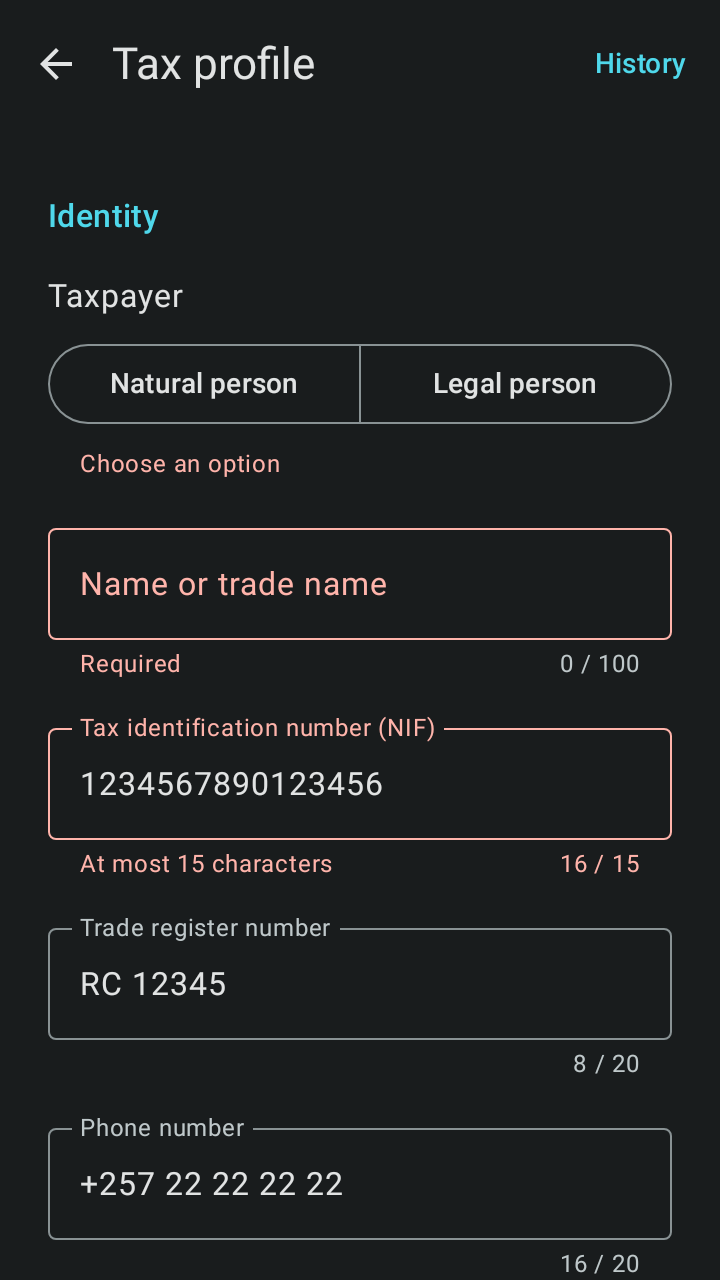 Tax profile
History
Identity
Taxpayer
Natural person
Legal person
Choose an option
Name or trade name
Required
0 / 100
Tax identification number (NIF)
1234567890123456
At most 15 characters
16 / 15
Trade register number
RC 12345
8 / 20
Phone number
+257 22 22 22 22
16 / 20